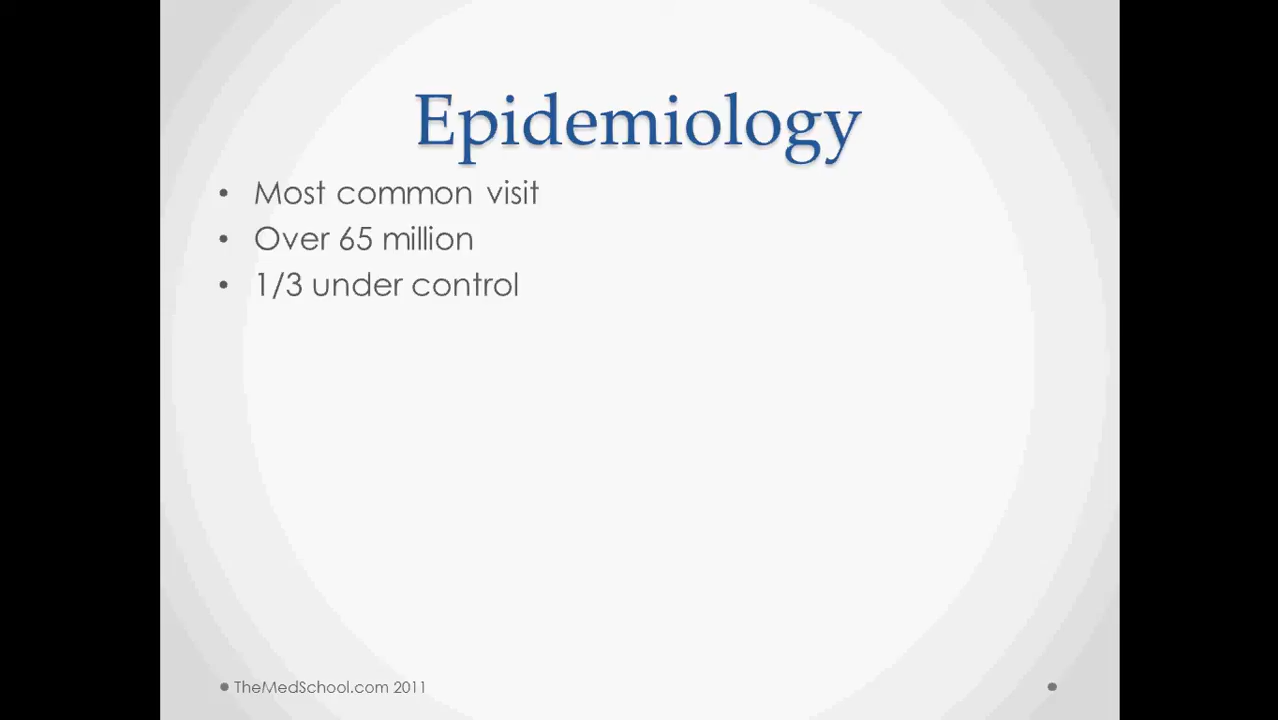 Epidemiology
• Most common visit
• Over 65 million
• 1/3 under control
TheMedSchool.com 2011